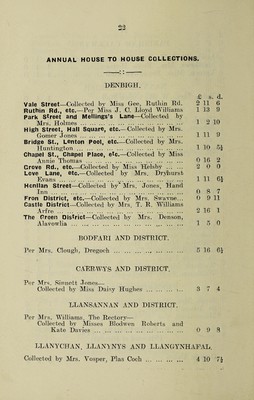 23
ANNUAL HOUSE TO HOUSE COLLECTIONS.
DENBIGH.
£ s. d.
Vale Street—Collected by Miss Gee, Ruthin Rd. 2 11 6
Ruthin Rd., etc.—Per Miss J. C. Lloyd Williams 1 13 9
Park Street and Mellings's Lane—Collected by
Mrs. Holmes ... 1 2 10
High Street, Hall Square, etc.—Collected by Mrs.
Gomer Jones ... 1 11 9
Bridge St., Lenten Pool, etc.—Collected by Mrs.
Huntington ... 1 10 5½
Chapel St., Chapel Place, etc.—Collected by Miss
Annie Thomas ... 0 16 2
Grove Rd., etc.—Collected by Miss Helsby ... 2 0 0
Love Lane, etc.—Collected by Mrs. Dryhurst
Evans ... 1 11 6½
Henllan Street—Collected by Mrs. Jones, Hand
Inn ... 0 8 7
Fron District, etc.—Collected by Mrs. Swayne... 0 9 11
Castle District—Collected by Mrs. T. R. Williams
Arfre ... 2 16 1
The Green District—Collected by Mrs. Denson,
Alafowlia ... 1 5 0
BODFARI AND DISTRICT.
Per Mrs. Clough, Dregoch ... 5 16 6½
CAERWYS AND DISTRICT.
Per Mrs. Sinnett Jones—
Collected by Miss Daisy Hughes ... 3 7 4
LLANSANNAN AND DISTRICT.
Per Mrs. Williams, The Rectory—
Collected by Misses Blodwen Roberts and
Kate Davies ... 0 9 8
LLANYCHAN, LLANYNYS AND LLANGYNHAFAL.
Collected by Mrs. Vosper, Plas Coch ... 4 10 7½